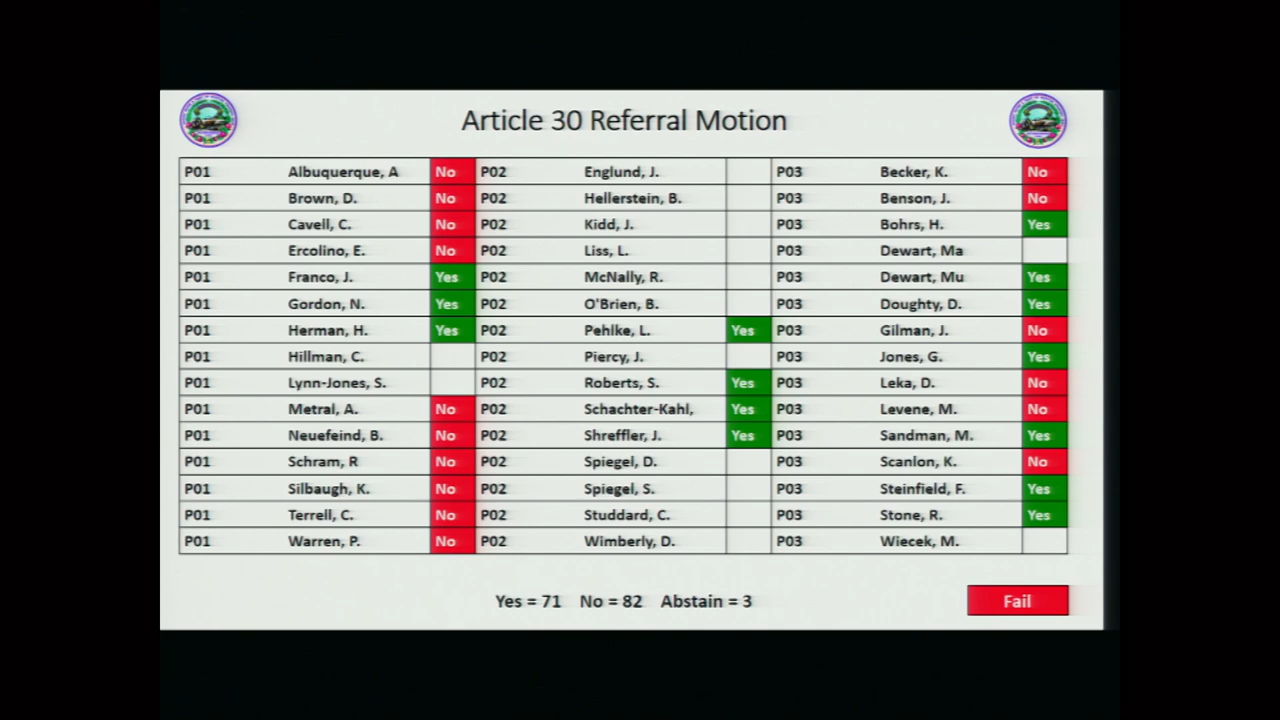 Article 30 Referral Motion
P01 Albuquerque, A No P02 Englund, J. P03 Becker, K. No
P01 Brown, D. No P02 Hellerstein, B. P03 Benson, J. No
P01 Cavell, C. No P02 Kidd, J. P03 Bohrs, H. Yes
P01 Ercolino, E. No P02 Liss, L. P03 Dewart, Ma
P01 Franco, J. Yes P02 McNally, R. P03 Dewart, Mu Yes
P01 Gordon, N. Yes P02 O'Brien, B. P03 Doughty, D. Yes
P01 Herman, H. Yes P02 Pehlke, L. Yes P03 Gilman, J. No
P01 Hillman, C. P02 Piercy, J. P03 Jones, G. Yes
P01 Lynn-Jones, S. P02 Roberts, S. Yes P03 Leka, D. No
P01 Metral, A. No P02 Schachter-Kahl, Yes P03 Levene, M. No
P01 Neuefeind, B. No P02 Shreffler, J. Yes P03 Sandman, M. Yes
P01 Schram, R No P02 Spiegel, D. P03 Scanlon, K. No
P01 Silbaugh, K. No P02 Spiegel, S. P03 Steinfield, F. Yes
P01 Terrell, C. No P02 Studdard, C. P03 Stone, R. Yes
P01 Warren, P. No P02 Wimberly, D. P03 Wiecek, M.
Yes = 71 No = 82 Abstain = 3 Fail